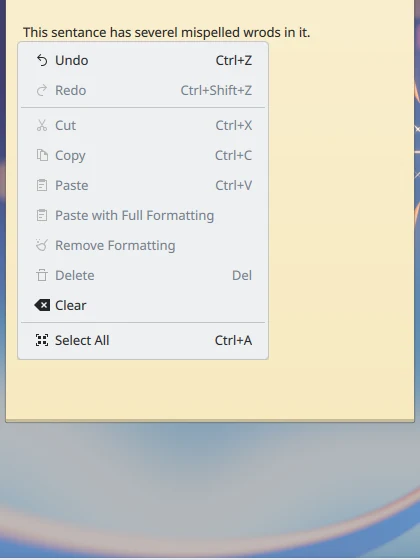 This sentance has severel mispelled wrods in it.
Undo Ctrl+Z
Redo Ctrl+Shift+Z
Cut Ctrl+X
Copy Ctrl+C
Paste Ctrl+V
Paste with Full Formatting
Remove Formatting
Delete Del
Clear
Select All Ctrl+A